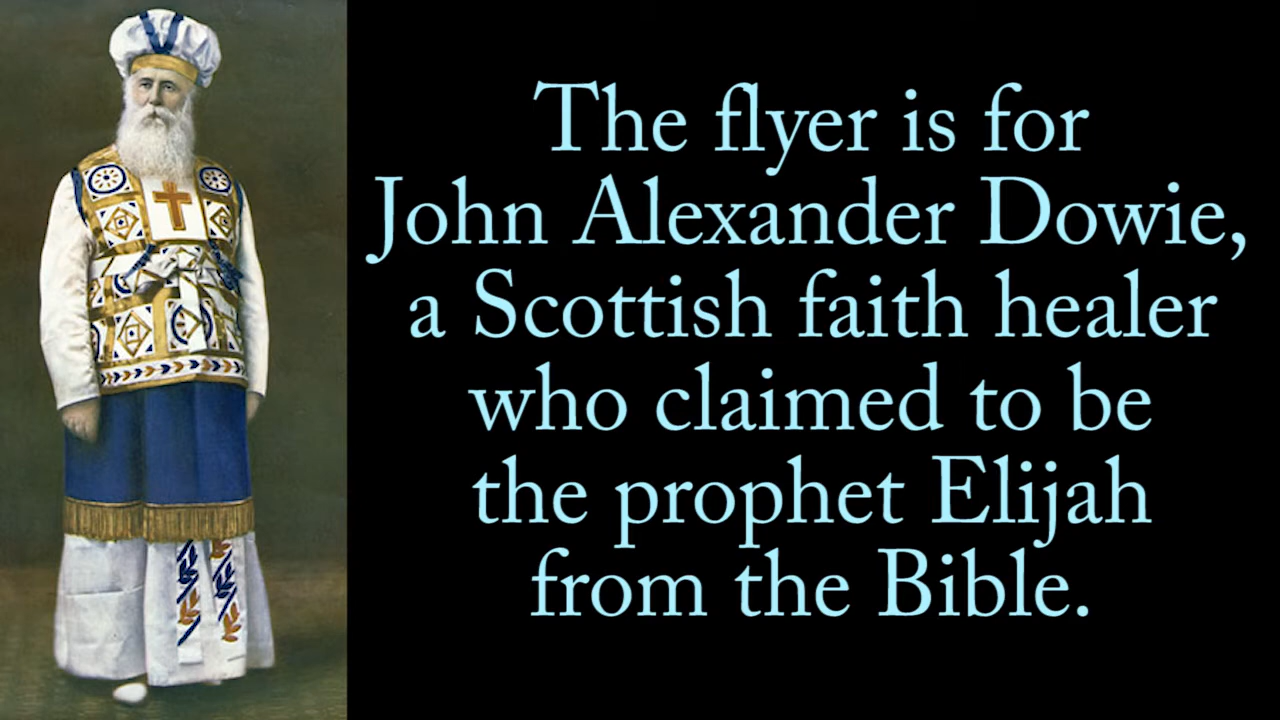 The flyer is for
John Alexander Dowie,
a Scottish faith healer
who claimed to be
the prophet Elijah
from the Bible.